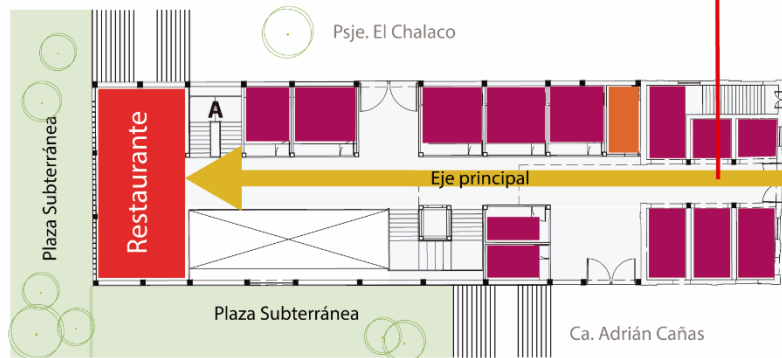 Psje. El Chalaco
Plaza Subterránea
Restaurante
A
Eje principal
Plaza Subterránea
Ca. Adrián Cañas